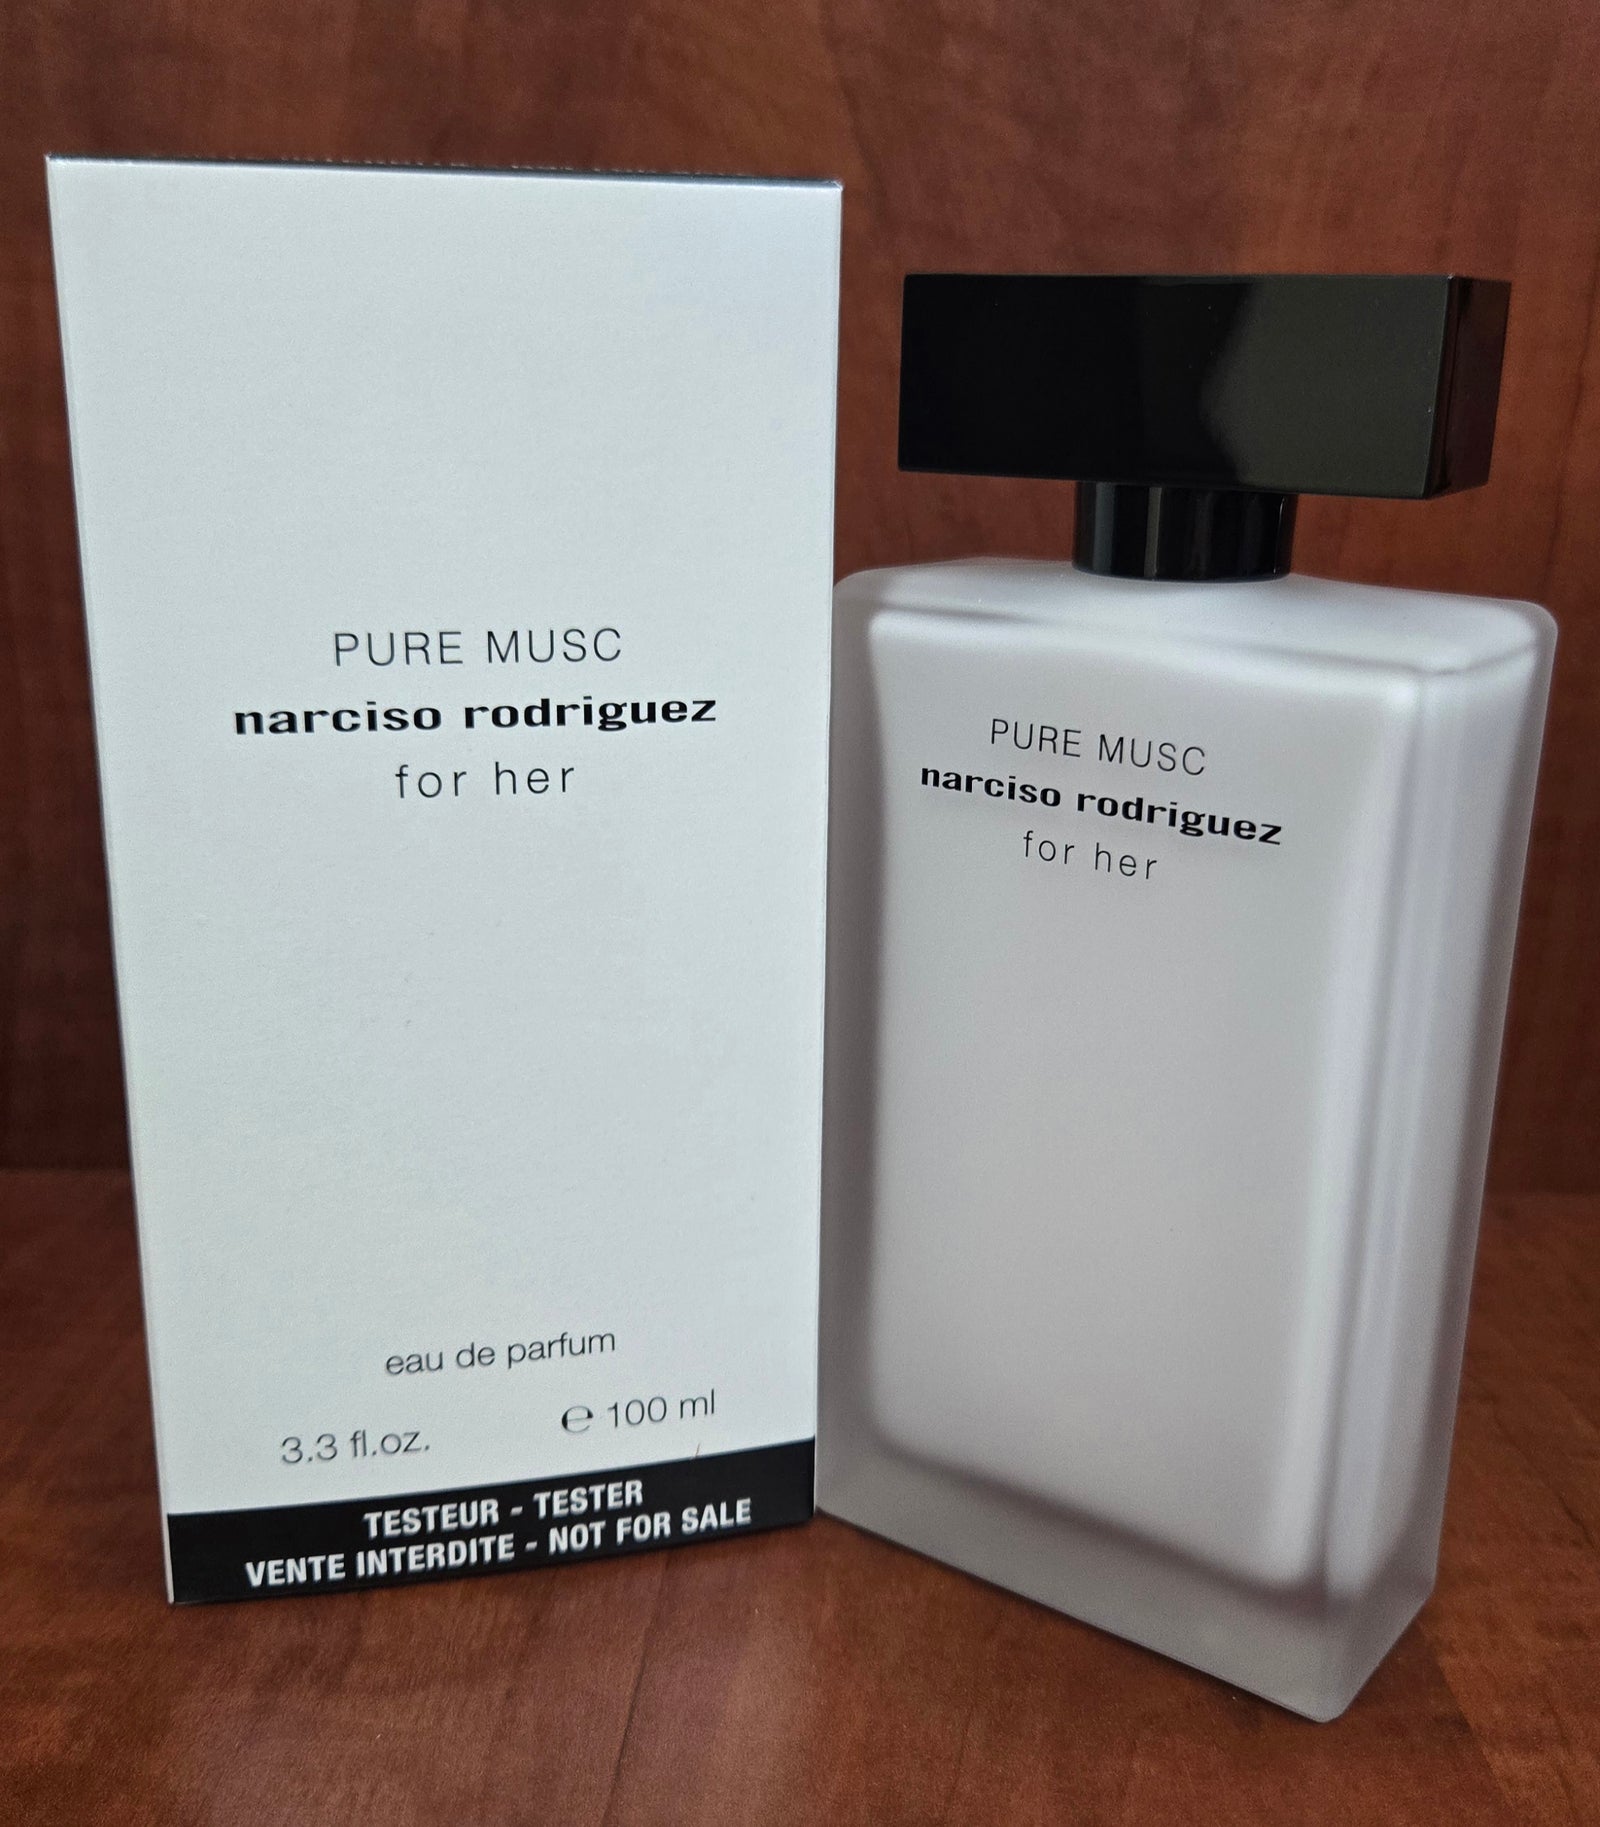 PURE MUSC
narciso rodriguez
for her
eau de parfum
3.3 fl.oz. ℮ 100 ml
TESTEUR - TESTER
VENTE INTERDITE - NOT FOR SALE
PURE MUSC
narciso rodriguez
for her